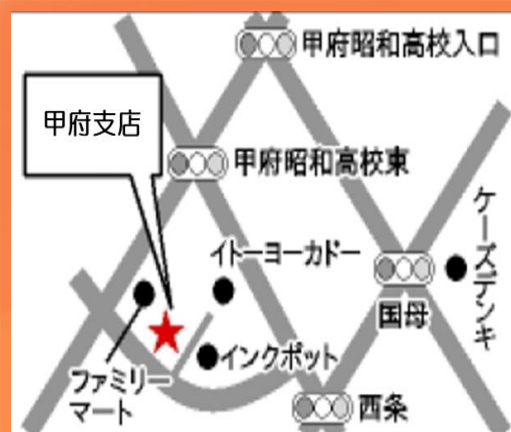 甲府昭和高校入口
甲府支店
甲府昭和高校東
ケーズデンキ
イトーヨーカドー
国母
インクポット
ファミリー
マート
西条